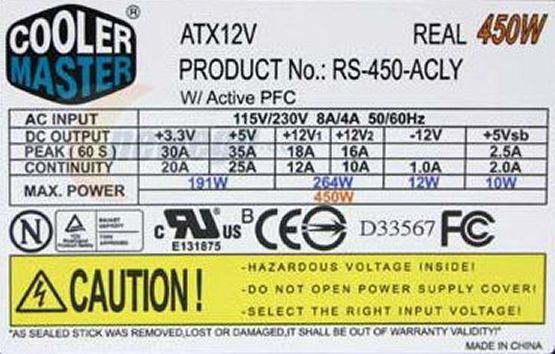 COOLER
MASTER
ATX12V REAL 450W
PRODUCT No.: RS-450-ACLY
W/ Active PFC
AC INPUT 115V/230V 8A/4A 50/60Hz
DC OUTPUT +3.3V +5V +12V1 +12V2 -12V +5Vsb
PEAK ( 60 S ) 30A 35A 18A 16A 2.5A
CONTINUITY 20A 25A 12A 10A 1.0A 2.0A
MAX. POWER 191W 264W 12W 10W
450W
N
c UR US B CE D33567 FC
E131875
CAUTION !
-HAZARDOUS VOLTAGE INSIDE!
-DO NOT OPEN POWER SUPPLY COVER!
-SELECT THE RIGHT INPUT VOLTAGE!
*AS SEALED STICK WAS REMOVED,LOST OR DAMAGED,IT SHALL BE OUT OF WARRANTY!
MADE IN CHINA